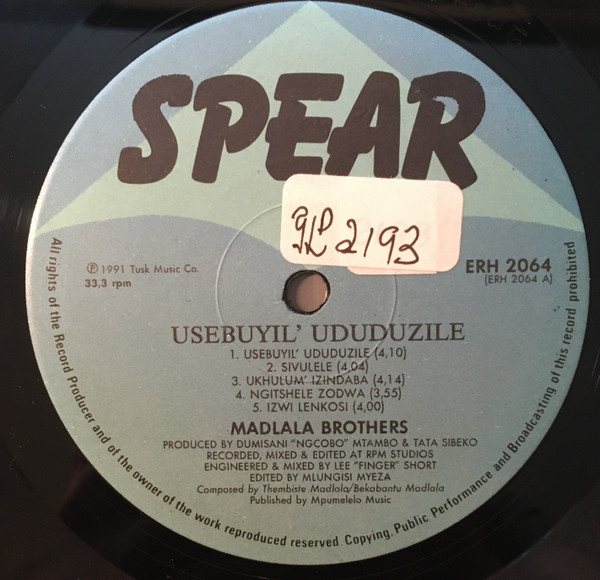 SPEAR
2193
℗ 1991 Tusk Music Co.
33,3 rpm
ERH 2064
(ERH 2064 A)
USEBUYIL' UDUDUZILE
1. USEBUYIL' UDUDUZILE (4,10)
2. SIVULELE (4,04)
3. UKHULUM' IZINDABA (4,14)
4. NGITSHELE ZODWA (3,55)
5. IZWI LENKOSI (4,00)
MADLALA BROTHERS
PRODUCED BY DUMISANI "NGCOBO" MTAMBO & TATA SIBEKO
RECORDED, MIXED & EDITED AT RPM STUDIOS
ENGINEERED & MIXED BY LEE "FINGER" SHORT
EDITED BY MLUNGISI MYEZA
Composed by Thembiste Madlala/Bekabantu Madlala
Published by Mpumelelo Music
All rights of the Record Producer and of the owner of the work reproduced reserved. Copying, Public Performance and Broadcasting of this record prohibited